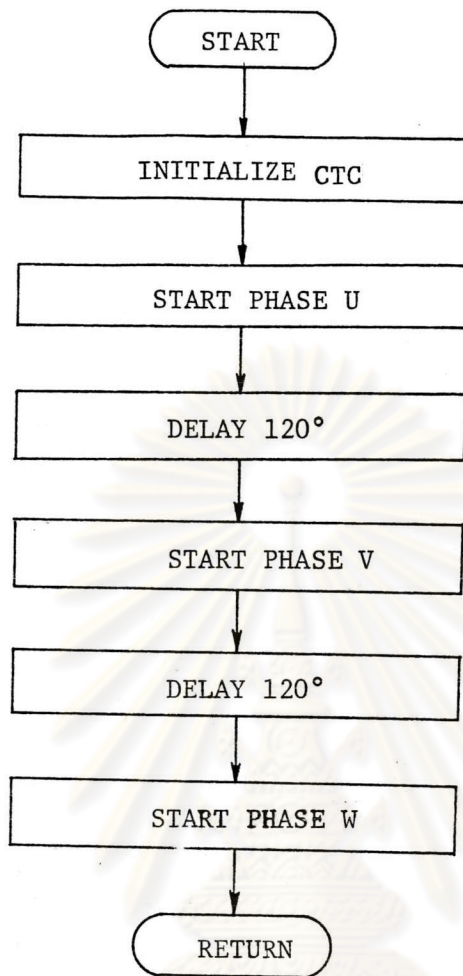 START
INITIALIZE CTC
START PHASE U
DELAY 120°
START PHASE V
DELAY 120°
START PHASE W
RETURN